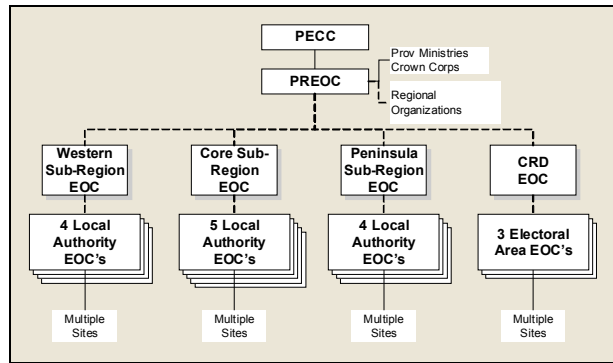 PECC
PREOC
Prov Ministries
Crown Corps
Regional
Organizations
Western
Sub-Region
EOC
Core Sub-
Region
EOC
Peninsula
Sub-Region
EOC
CRD
EOC
4 Local
Authority
EOC's
5 Local
Authority
EOC's
4 Local
Authority
EOC's
3 Electoral
Area EOC's
Multiple
Sites
Multiple
Sites
Multiple
Sites
Multiple
Sites